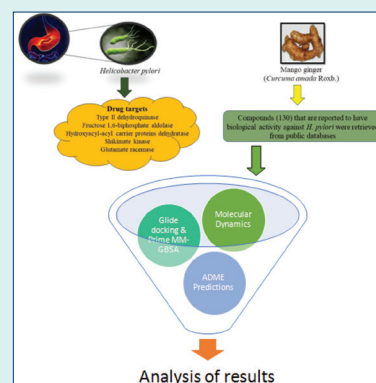 Helicobacter pylori
Mango ginger
(Curcuma amada Roxb.)
Drug targets
Type II dehydroquinase
Fructose 1,6-biphosphate aldolase
Hydroxyacyl-acyl carrier proteins dehydratase
Shikimate kinase
Glutamate racemase
Compounds (130) that are reported to have
biological activity against H. pylori were retrieved
from public databases
Glide
docking &
Prime MM-
GBSA
Molecular
Dynamics
ADME
Predictions
Analysis of results